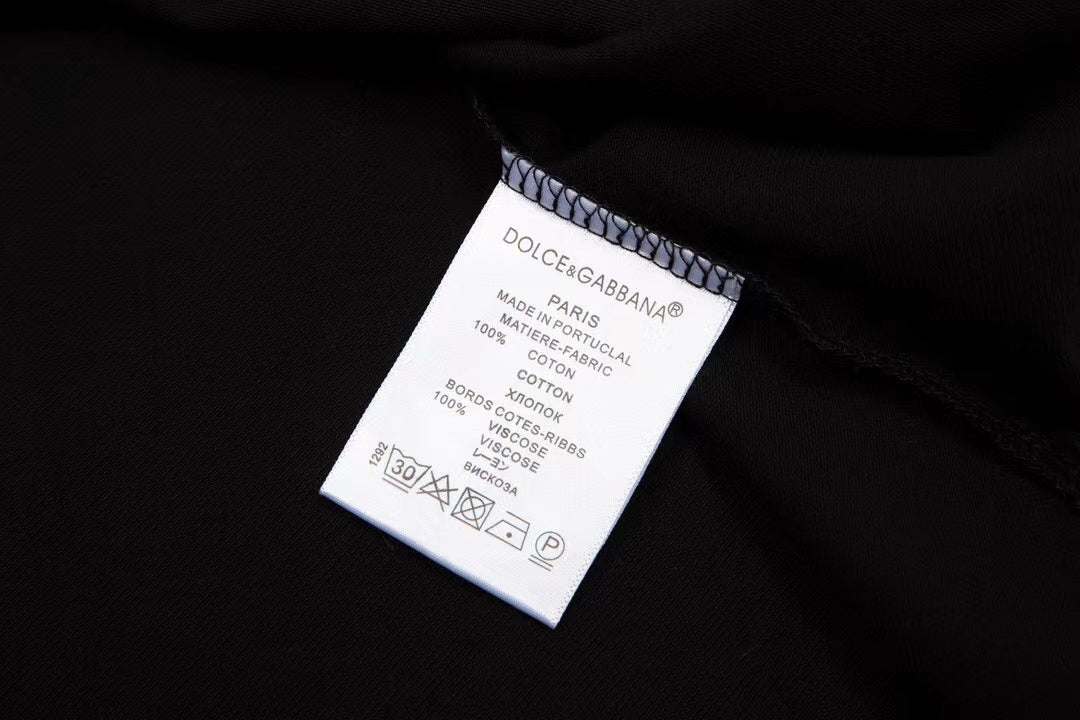 DOLCE&GABBANA®
PARIS
MADE IN PORTUCLAL
MATIERE-FABRIC
100% COTON
COTTON
ХЛОПОК
BORDS COTES-RIBBS
100% VISCOSE
VISCOSE
レーヨン
ВИСКОЗА
1292 30 P